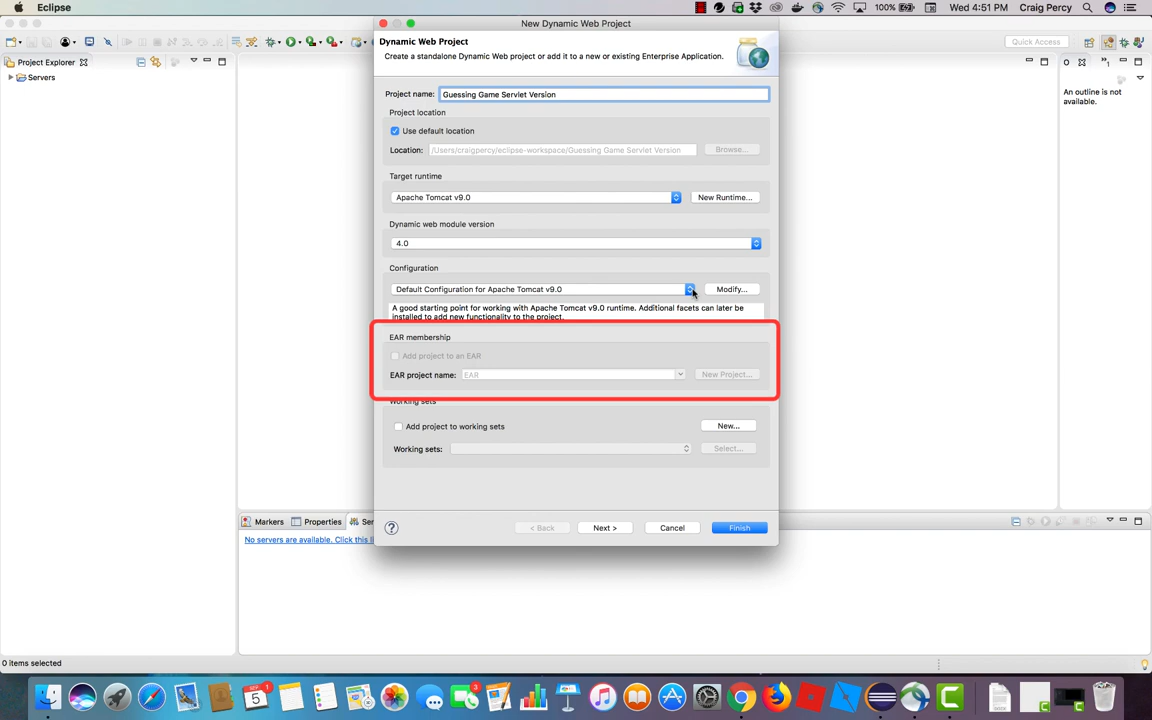 Eclipse
100%
Wed 4:51 PM
Craig Percy
New Dynamic Web Project
Quick Access
Project Explorer
Servers
Dynamic Web Project
Create a standalone Dynamic Web project or add it to a new or existing Enterprise Application.
Project name:
Guessing Game Servlet Version
Project location
Use default location
Location:
/Users/craigpercy/eclipse-workspace/Guessing Game Servlet Version
Browse...
Target runtime
Apache Tomcat v9.0
New Runtime...
Dynamic web module version
4.0
Configuration
Default Configuration for Apache Tomcat v9.0
Modify...
A good starting point for working with Apache Tomcat v9.0 runtime. Additional facets can later be
installed to add new functionality to the project.
EAR membership
Add project to an EAR
EAR project name:
EAR
New Project...
Working sets
Add project to working sets
New...
Working sets:
Select...
?
< Back
Next >
Cancel
Finish
O
An outline is not
available.
Markers
Properties
Ser
No servers are available. Click this li
0 items selected
SEP
5
1
3